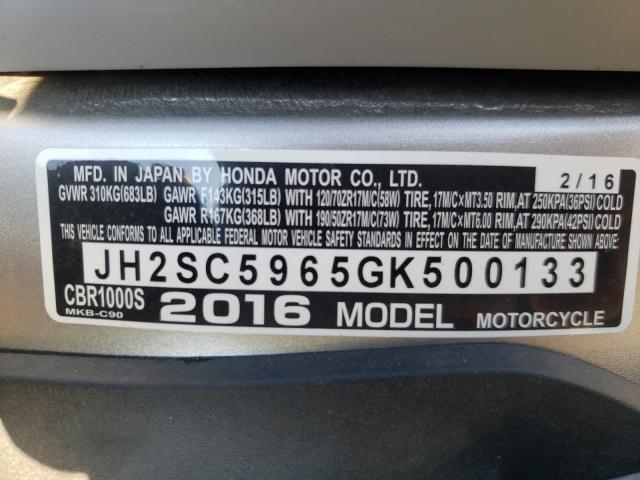 MFD. IN JAPAN BY HONDA MOTOR CO., LTD. 2/16
GVWR 310KG(683LB) GAWR F143KG(315LB) WITH 120/70ZR17M/C(58W) TIRE, 17M/C×MT3.50 RIM, AT 250KPA(36PSI) COLD
GAWR R167KG(368LB) WITH 190/50ZR17M/C(73W) TIRE, 17M/C×MT6.00 RIM, AT 290KPA(42PSI) COLD
THIS VEHICLE CONFORMS TO ALL APPLICABLE FEDERAL MOTOR VEHICLE SAFETY STANDARDS IN EFFECT ON THE DATE OF MANUFACTURE SHOWN ABOVE.
JH2SC5965GK500133
CBR1000S 2016 MODEL MOTORCYCLE
MKB-C90